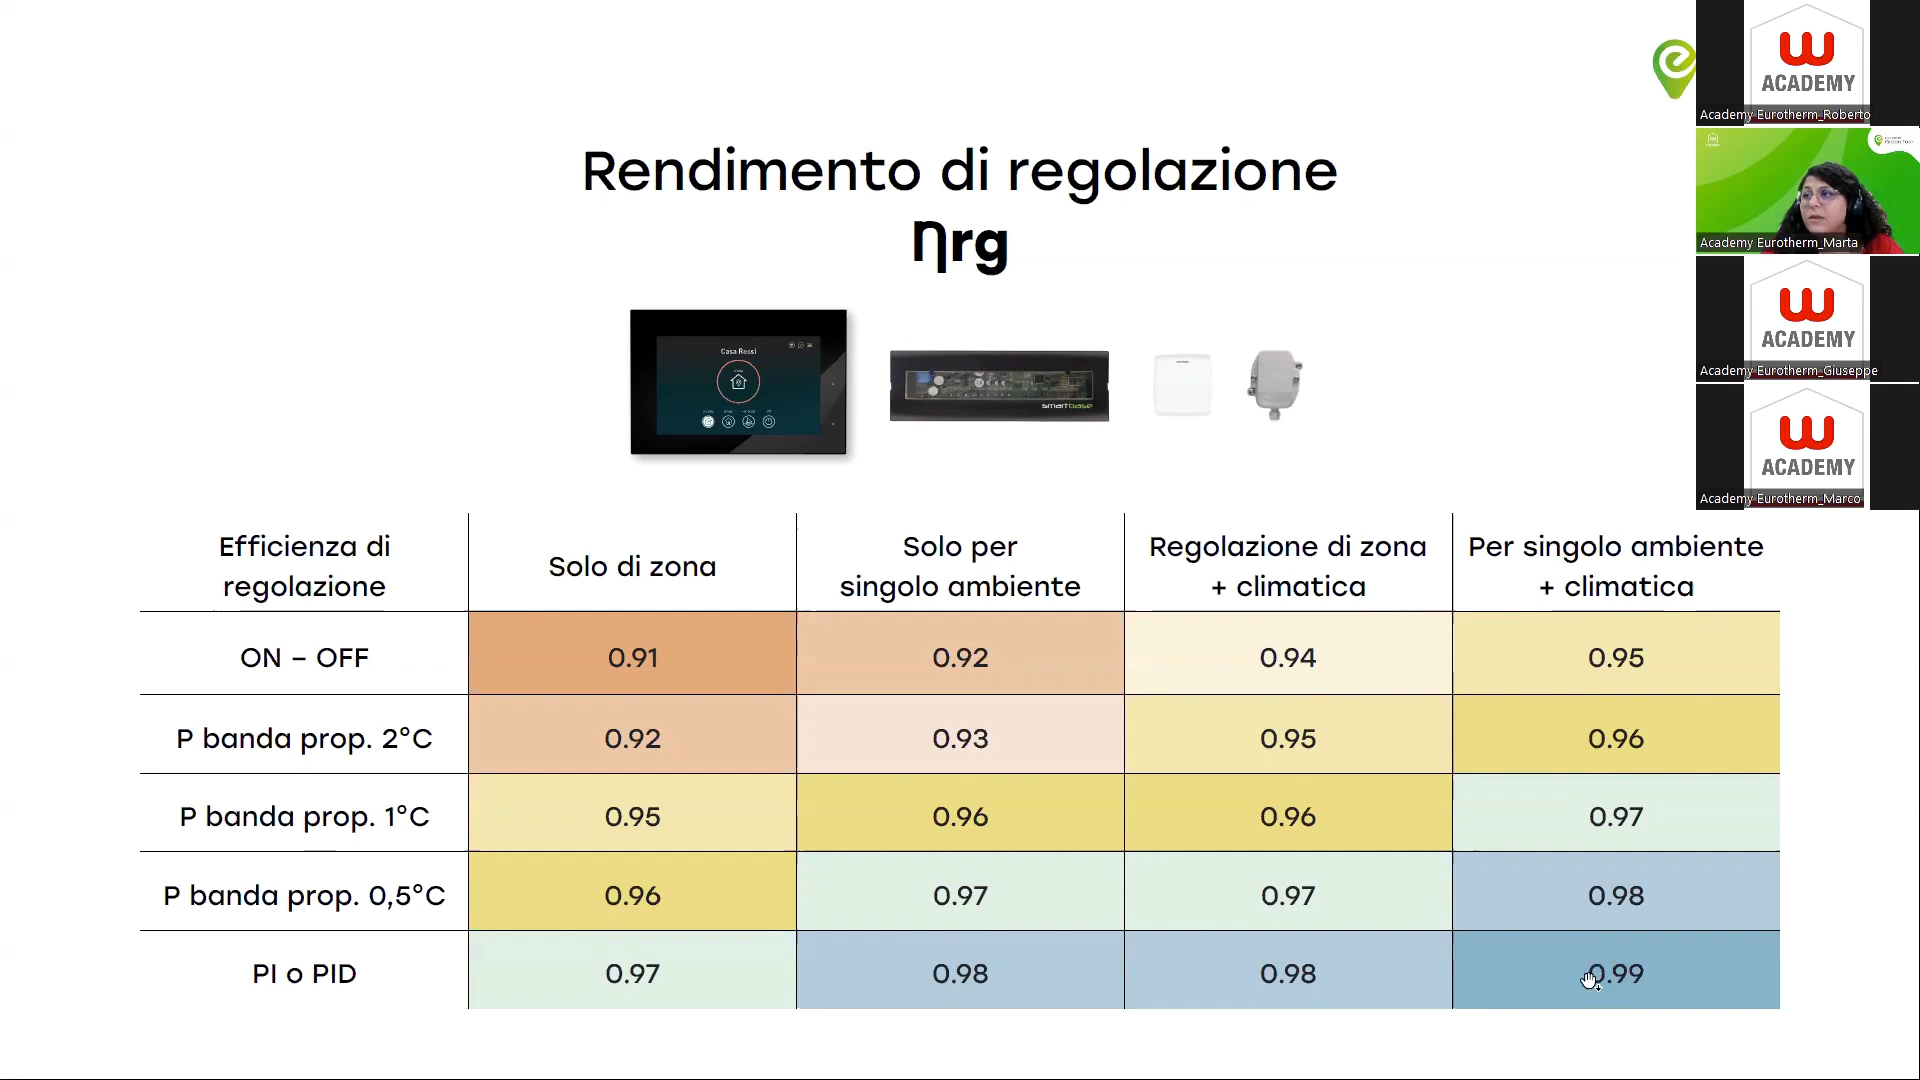 Rendimento di regolazione
ηrg
Casa Rossi
smartbase
Efficienza di
regolazione
Solo di zona
Solo per
singolo ambiente
Regolazione di zona
+ climatica
Per singolo ambiente
+ climatica
ON – OFF
0.91
0.92
0.94
0.95
P banda prop. 2°C
0.92
0.93
0.95
0.96
P banda prop. 1°C
0.95
0.96
0.96
0.97
P banda prop. 0,5°C
0.96
0.97
0.97
0.98
PI o PID
0.97
0.98
0.98
0.99
ACADEMY
Academy Eurotherm_Roberto
Green Tour
Academy Eurotherm_Marta
ACADEMY
Academy Eurotherm_Giuseppe
ACADEMY
Academy Eurotherm_Marco